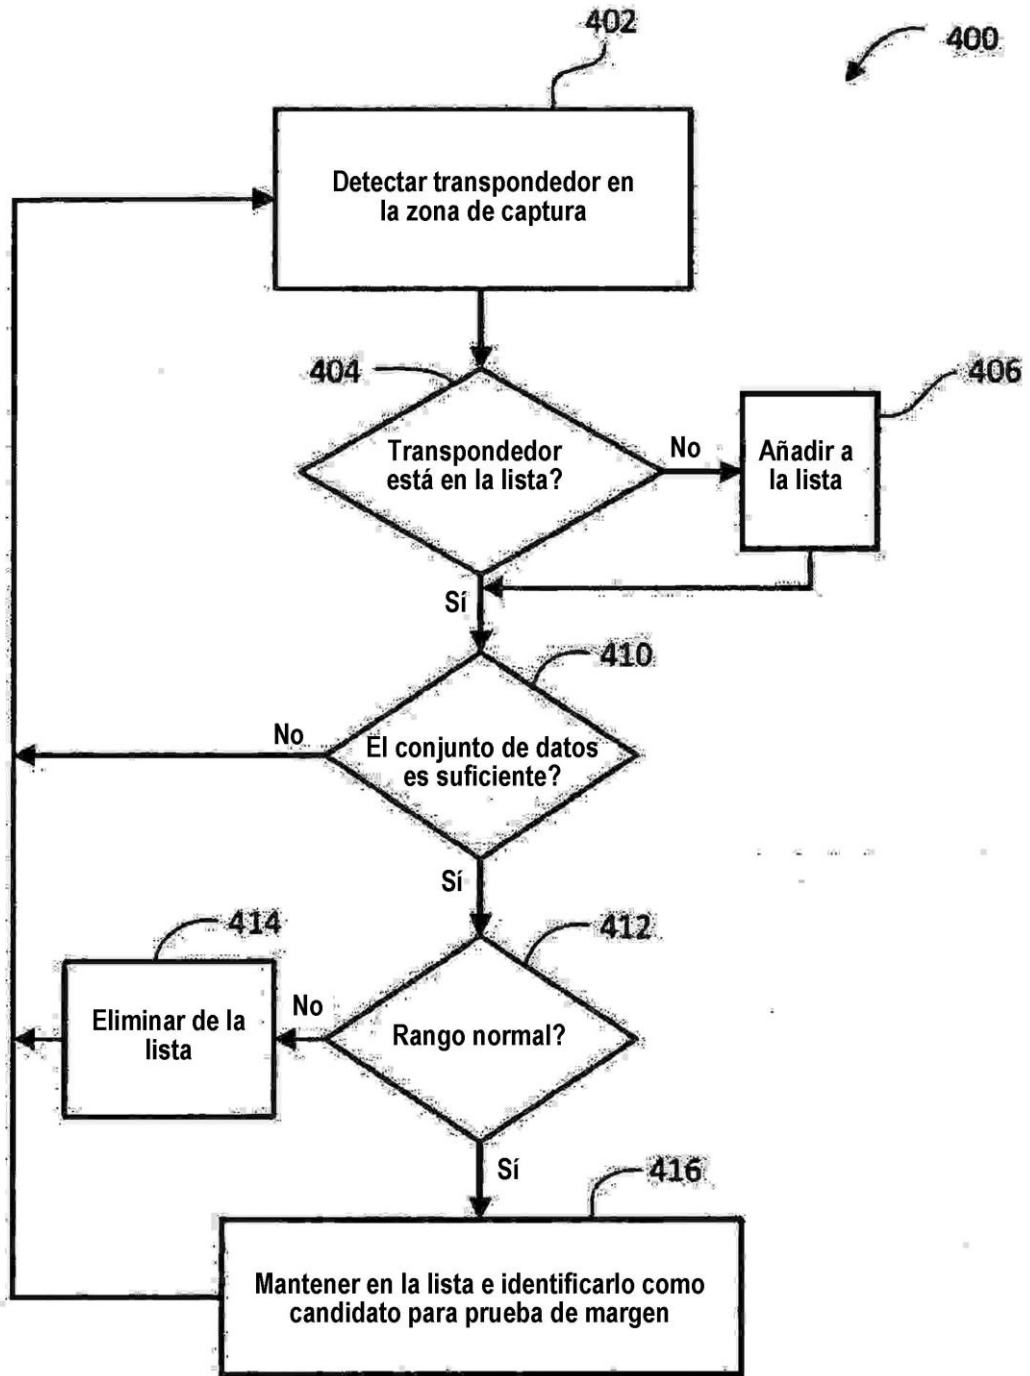 402
400
Detectar transpondedor en
la zona de captura
404
406
Transpondedor
está en la lista?
No
Añadir a
la lista
Sí
410
No
El conjunto de datos
es suficiente?
Sí
414
412
Eliminar de la
lista
No
Rango normal?
Sí
416
Mantener en la lista e identificarlo como
candidato para prueba de margen